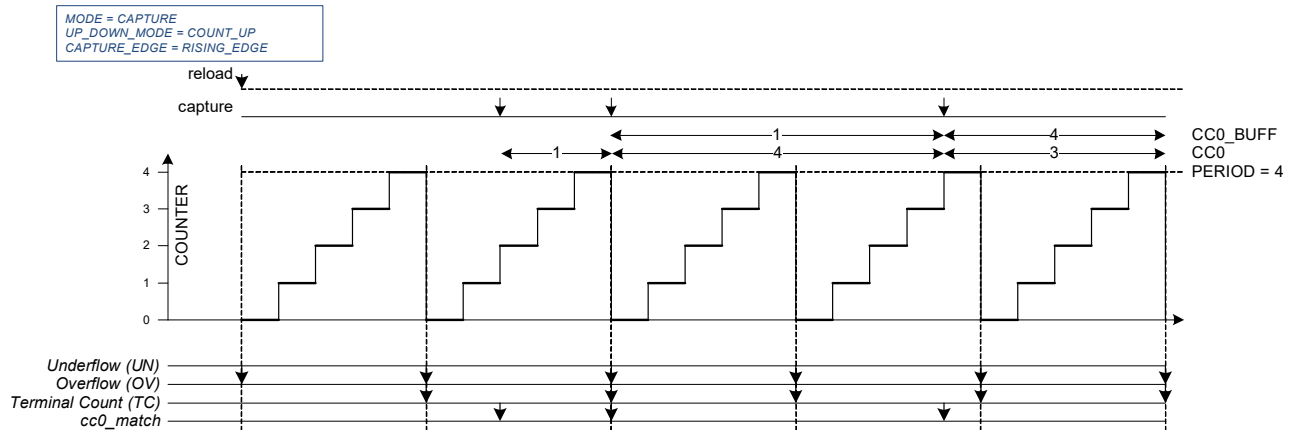 MODE = CAPTURE
UP_DOWN_MODE = COUNT_UP
CAPTURE_EDGE = RISING_EDGE
reload
capture
1 4 CC0_BUFF
1 4 3 CC0
4 PERIOD = 4
3
COUNTER
2
1
0
Underflow (UN)
Overflow (OV)
Terminal Count (TC)
cc0_match